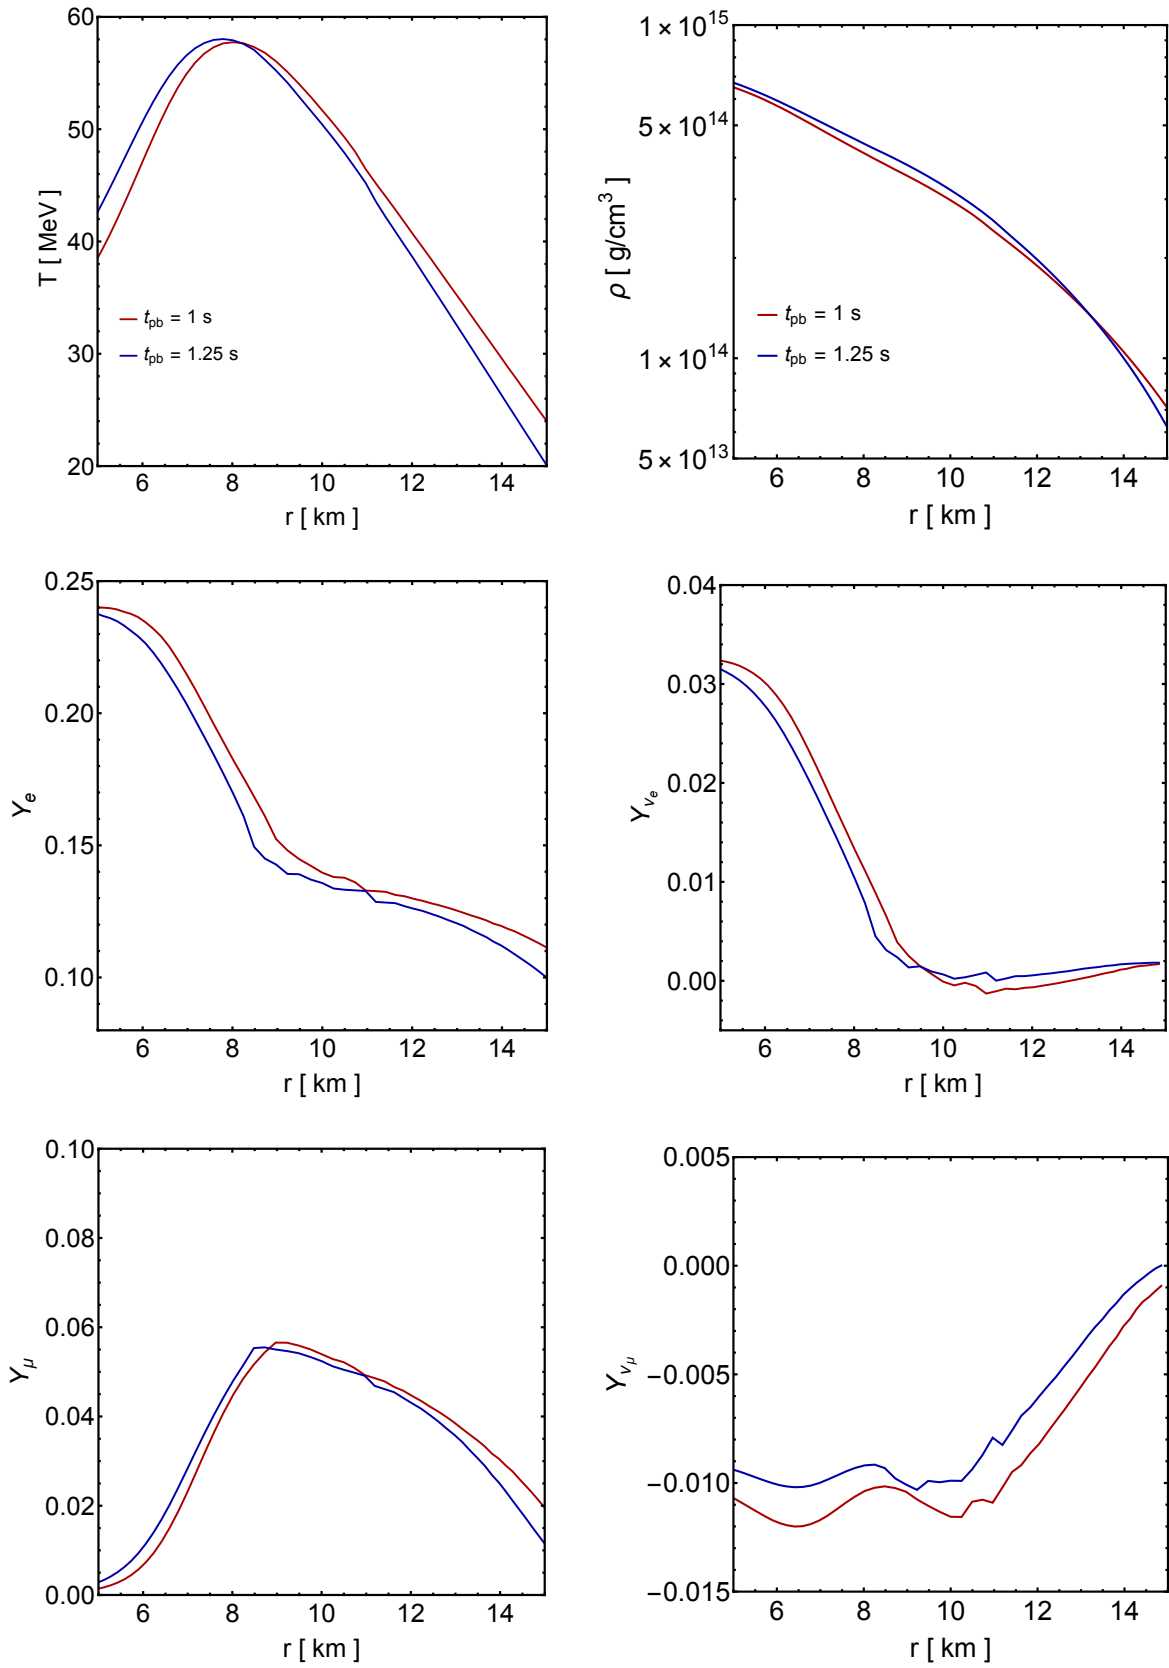 60
50
40
30
20
T [ MeV ]
t_pb = 1 s
t_pb = 1.25 s
6 8 10 12 14
r [ km ]
1×10^15
5×10^14
1×10^14
5×10^13
ρ [ g/cm^3 ]
t_pb = 1 s
t_pb = 1.25 s
6 8 10 12 14
r [ km ]
0.25
0.20
0.15
0.10
Y_e
6 8 10 12 14
r [ km ]
0.04
0.03
0.02
0.01
0.00
Y_ν_e
6 8 10 12 14
r [ km ]
0.10
0.08
0.06
0.04
0.02
0.00
Y_μ
6 8 10 12 14
r [ km ]
0.005
0.000
−0.005
−0.010
−0.015
Y_ν_μ
6 8 10 12 14
r [ km ]